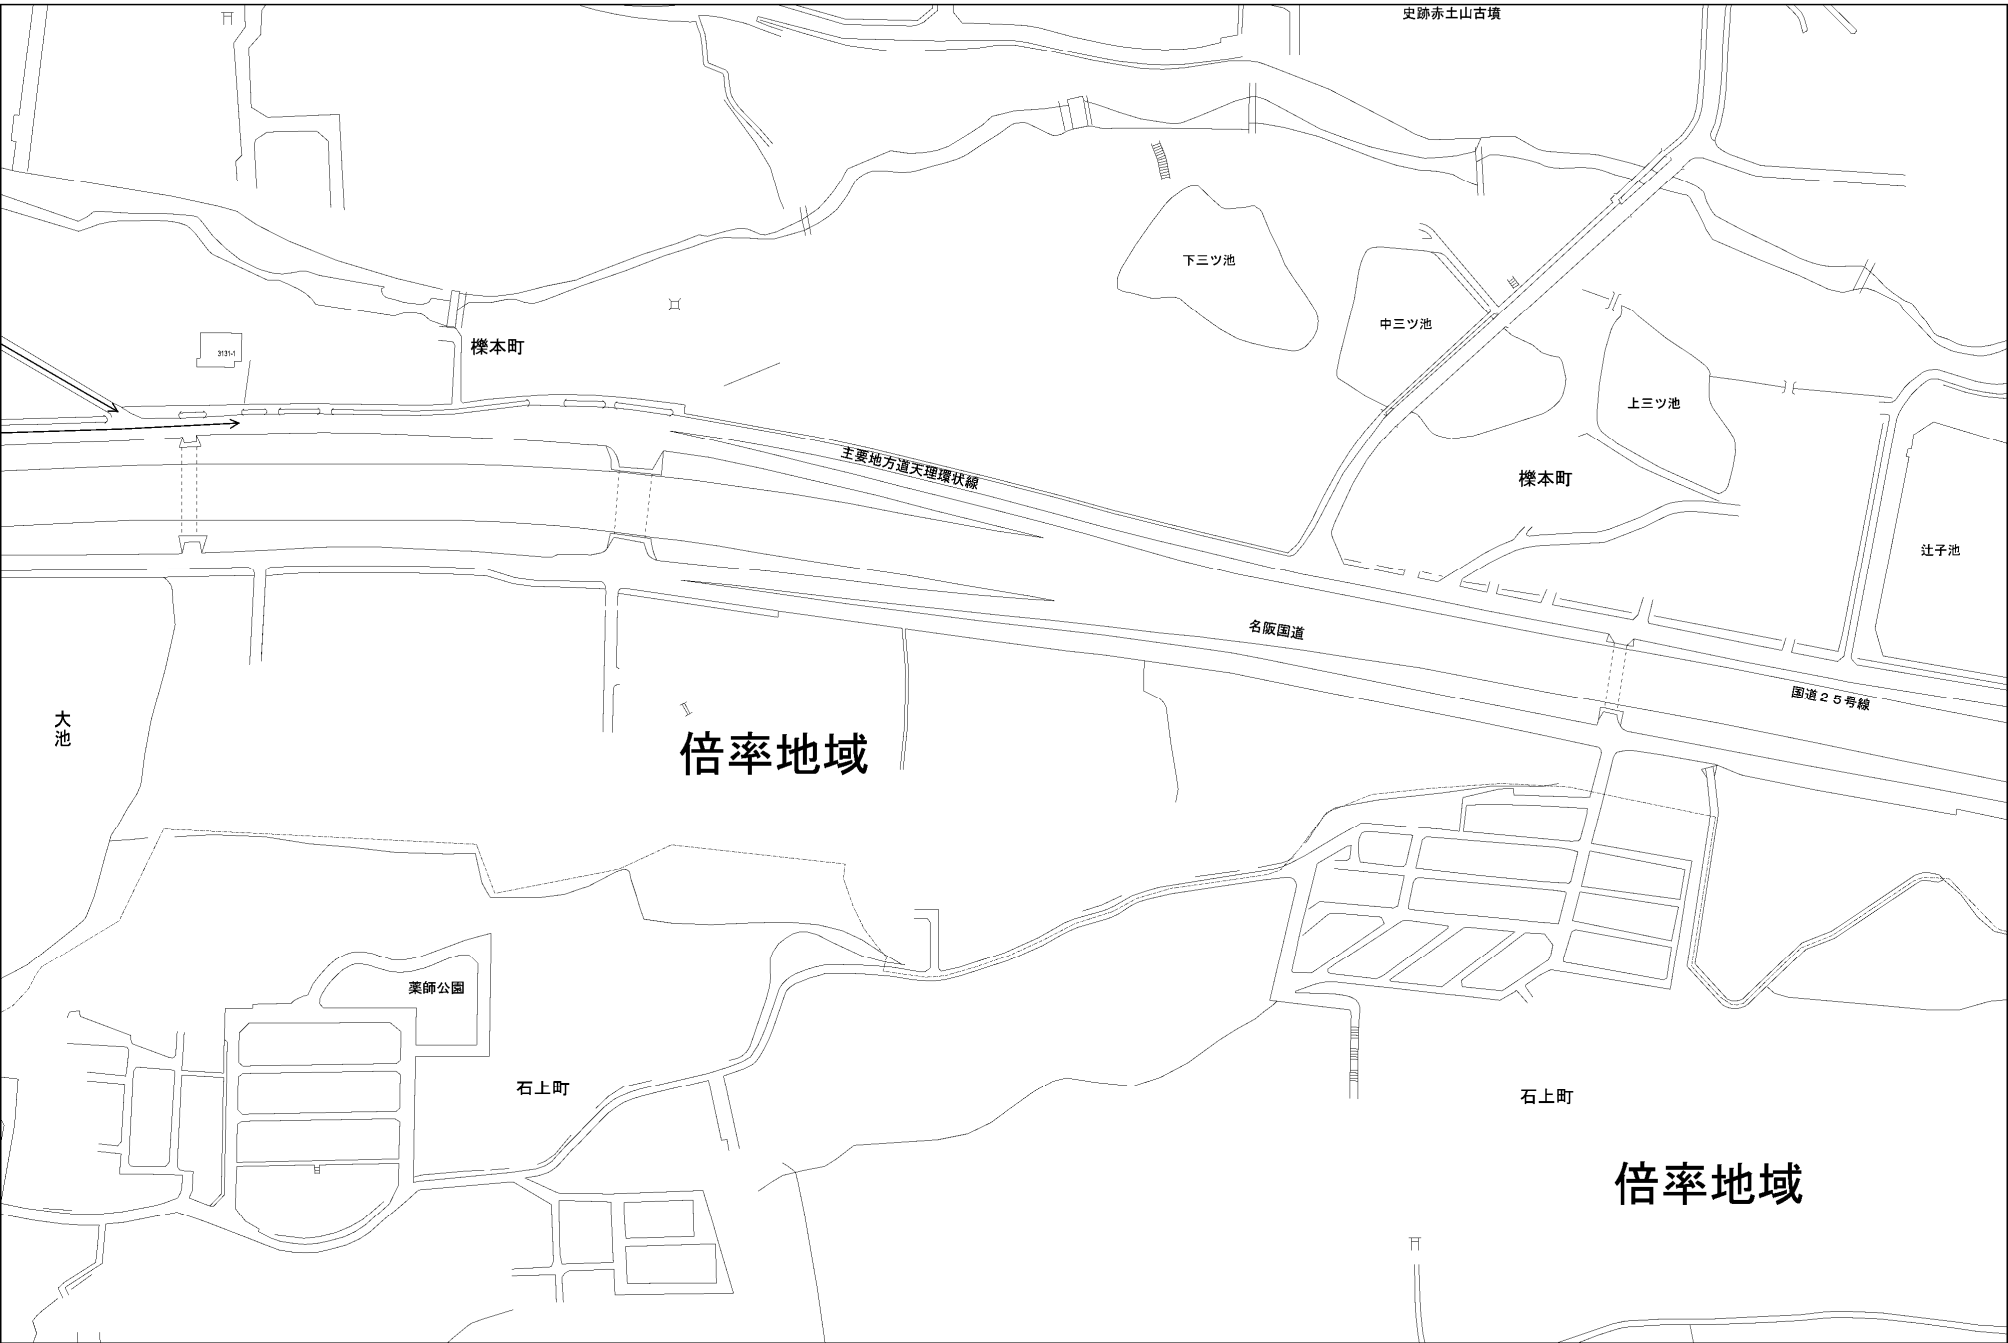 史跡赤土山古墳
下三ツ池
中三ツ池
3131-1
櫟本町
上三ツ池
主要地方道天理環状線
櫟本町
辻子池
名阪国道
国道２５号線
大池
倍率地域
薬師公園
石上町
石上町
倍率地域